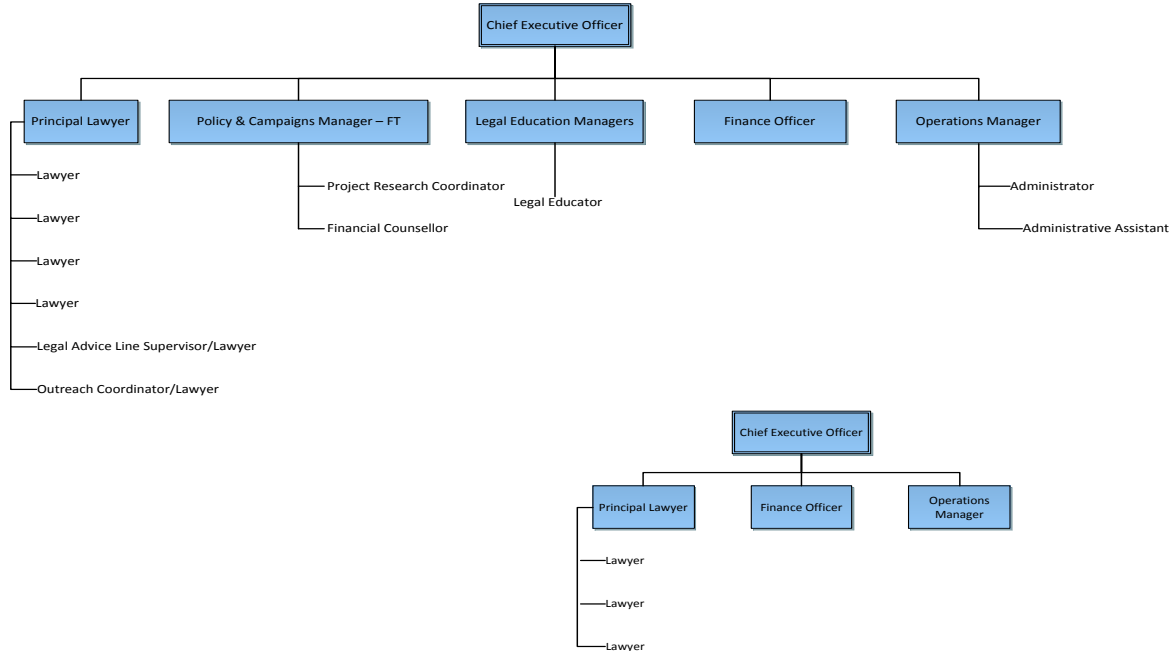 Chief Executive Officer
Principal Lawyer
Policy & Campaigns Manager – FT
Legal Education Managers
Finance Officer
Operations Manager
Lawyer
Lawyer
Lawyer
Lawyer
Legal Advice Line Supervisor/Lawyer
Outreach Coordinator/Lawyer
Project Research Coordinator
Financial Counsellor
Legal Educator
Administrator
Administrative Assistant
Chief Executive Officer
Principal Lawyer
Finance Officer
Operations
Manager
Lawyer
Lawyer
Lawyer